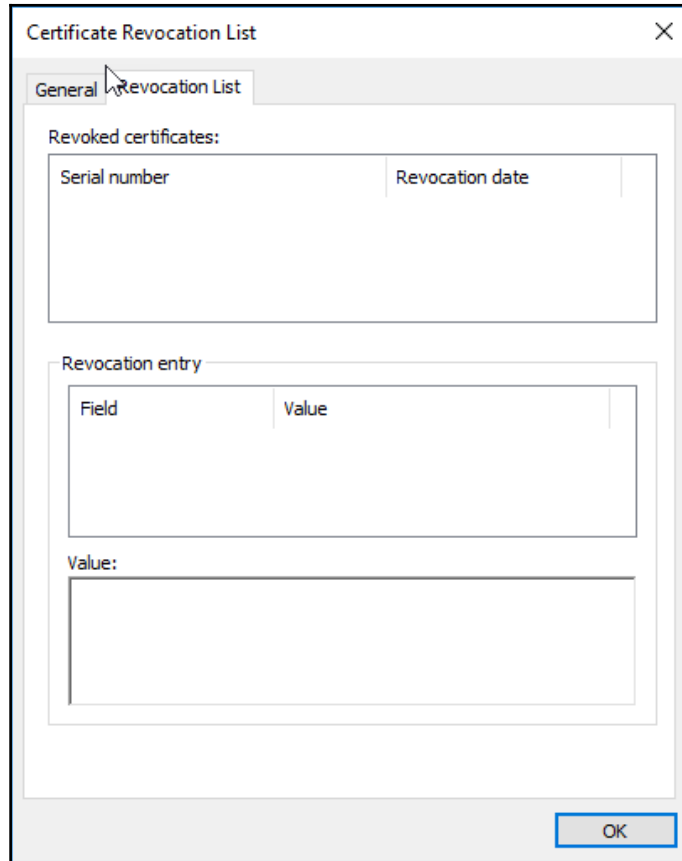 Certificate Revocation List
General Revocation List
Revoked certificates:
Serial number Revocation date
Revocation entry
Field Value
Value:
OK